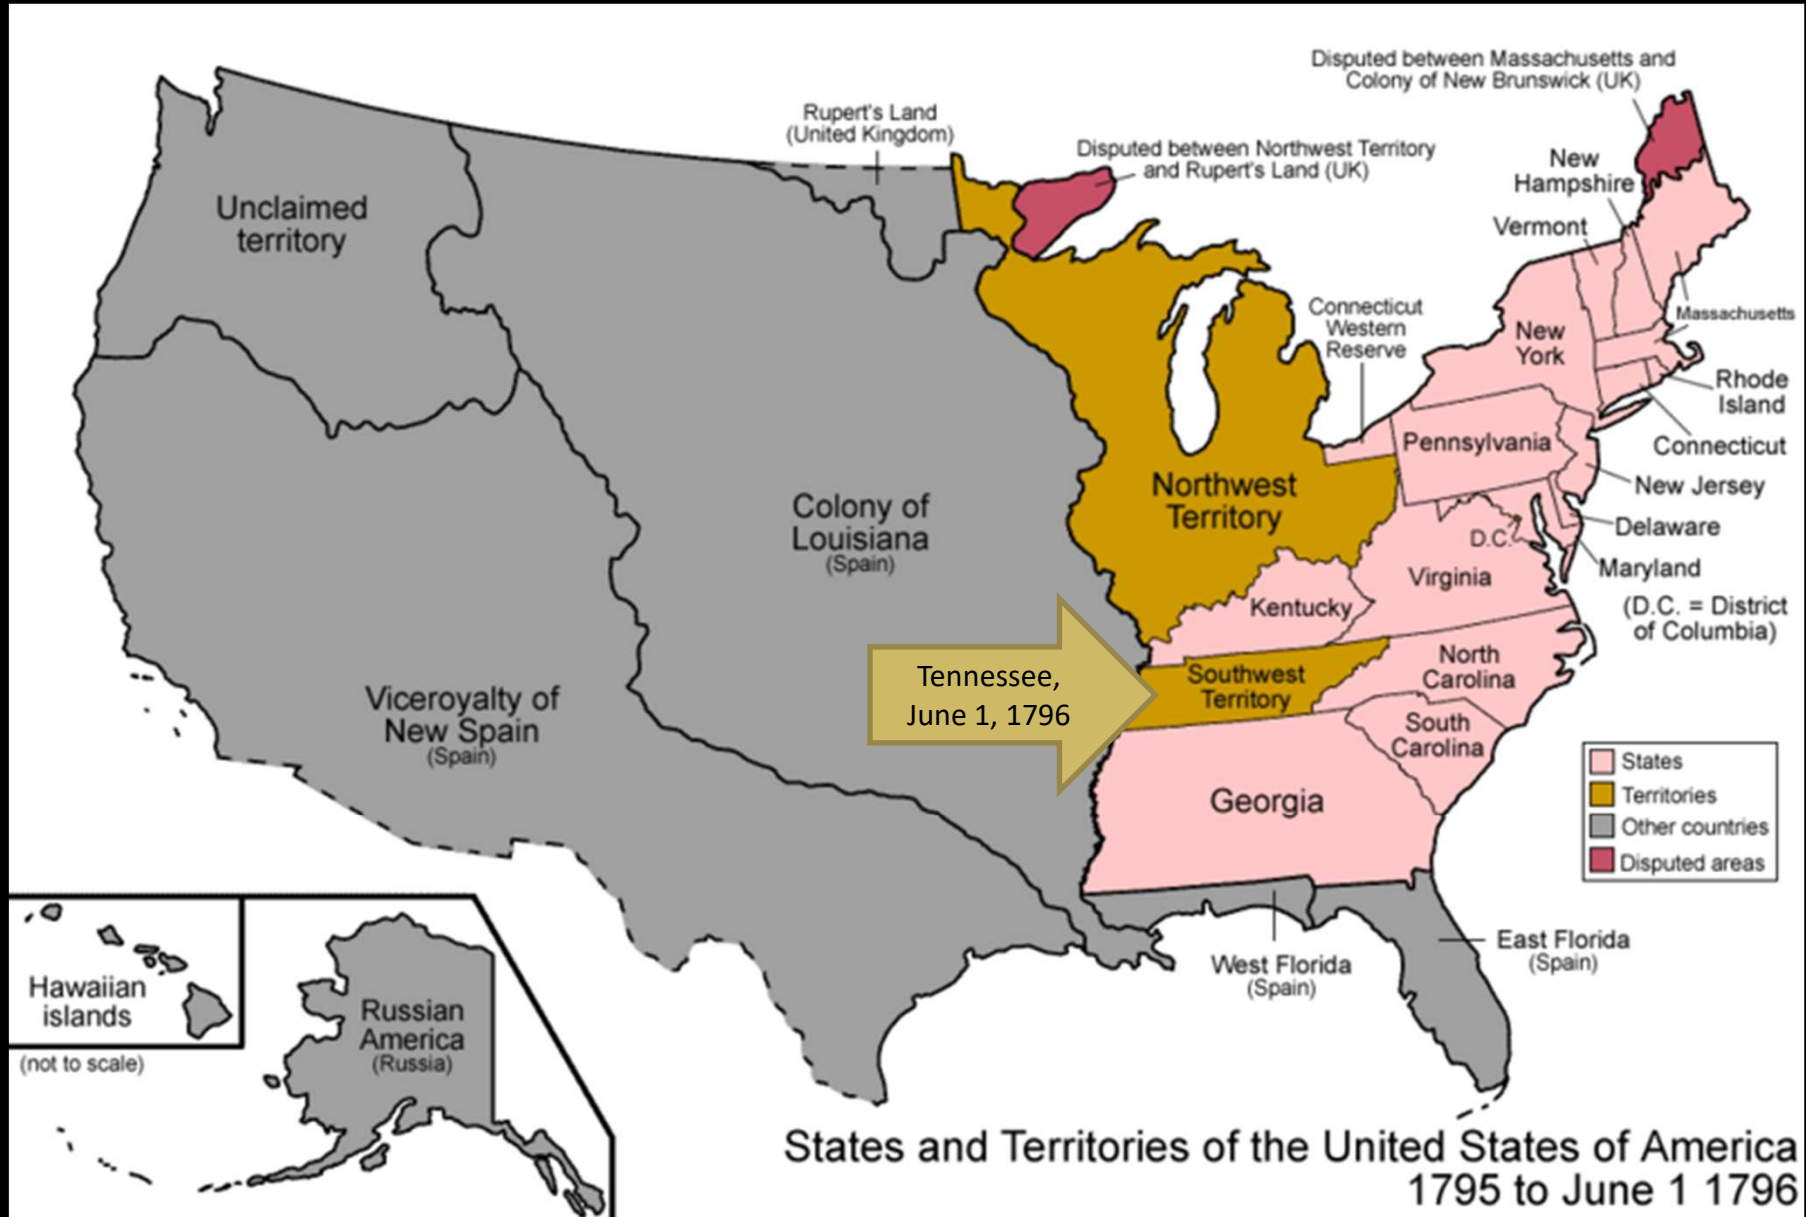 Disputed between Massachusetts and
Colony of New Brunswick (UK)
Rupert's Land
(United Kingdom)
Disputed between Northwest Territory
and Rupert's Land (UK)
New
Hampshire
Vermont
Unclaimed
territory
Connecticut
Western
Reserve
Massachusetts
New
York
Rhode
Island
Pennsylvania
Connecticut
Northwest
Territory
New Jersey
Colony of
Louisiana
(Spain)
Delaware
D.C.
Maryland
Virginia
(D.C. = District
of Columbia)
Kentucky
Tennessee,
June 1, 1796
Southwest
Territory
North
Carolina
Viceroyalty of
New Spain
(Spain)
South
Carolina
Georgia
States
Territories
Other countries
Disputed areas
West Florida
(Spain)
East Florida
(Spain)
Hawaiian
islands
(not to scale)
Russian
America
(Russia)
States and Territories of the United States of America
1795 to June 1 1796